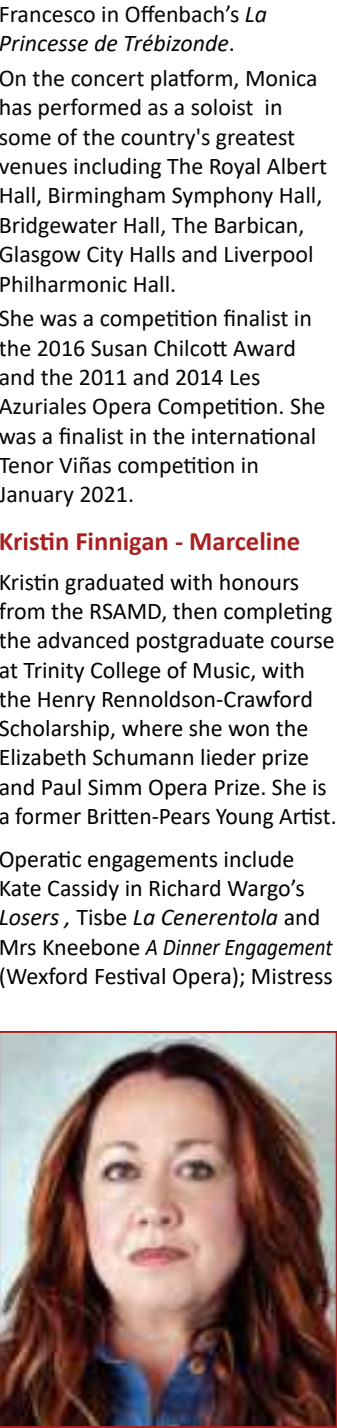 Francesco in Offenbach’s La
Princesse de Trébizonde.
On the concert platform, Monica
has performed as a soloist in
some of the country's greatest
venues including The Royal Albert
Hall, Birmingham Symphony Hall,
Bridgewater Hall, The Barbican,
Glasgow City Halls and Liverpool
Philharmonic Hall.
She was a competition finalist in
the 2016 Susan Chilcott Award
and the 2011 and 2014 Les
Azuriales Opera Competition. She
was a finalist in the international
Tenor Viñas competition in
January 2021.
Kristin Finnigan - Marceline
Kristin graduated with honours
from the RSAMD, then completing
the advanced postgraduate course
at Trinity College of Music, with
the Henry Rennoldson-Crawford
Scholarship, where she won the
Elizabeth Schumann lieder prize
and Paul Simm Opera Prize. She is
a former Britten-Pears Young Artist.
Operatic engagements include
Kate Cassidy in Richard Wargo’s
Losers , Tisbe La Cenerentola and
Mrs Kneebone A Dinner Engagement
(Wexford Festival Opera); Mistress